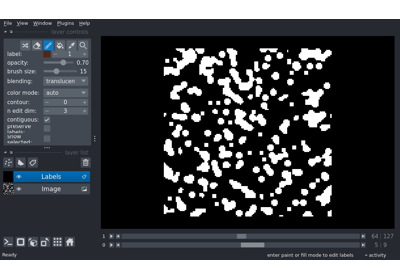 File View Window Plugins Help
layer controls
label: 1
opacity: 0.70
brush size: 15
blending: translucen
color mode: auto
contour: 0
n edit dim: 3
contiguous:
preserve
labels:
show
selected:
layer list
Labels
Image
1 64 127
0 5 9
Ready enter paint or fill mode to edit labels activity